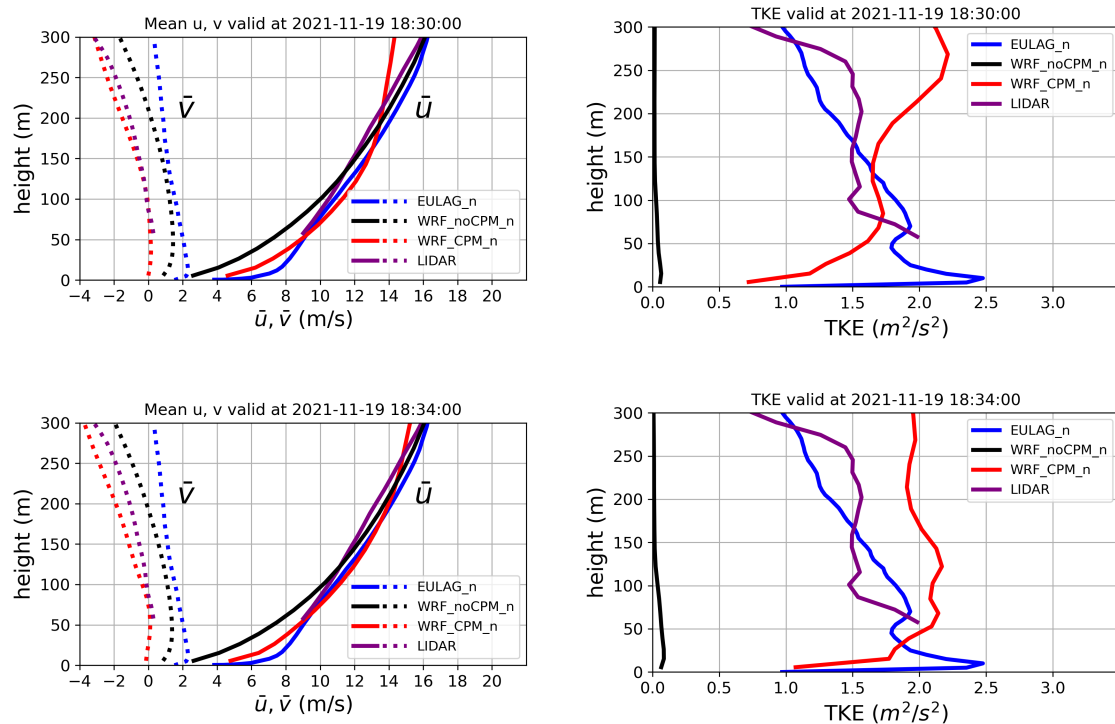 Mean u, v valid at 2021-11-19 18:30:00
300
250
200
150
100
50
0
height (m)
v̄
ū
EULAG_n
WRF_noCPM_n
WRF_CPM_n
LIDAR
−4 −2 0 2 4 6 8 10 12 14 16 18 20
ū, v̄ (m/s)
TKE valid at 2021-11-19 18:30:00
300
250
200
150
100
50
0
height (m)
EULAG_n
WRF_noCPM_n
WRF_CPM_n
LIDAR
0.0 0.5 1.0 1.5 2.0 2.5 3.0
TKE (m²/s²)
Mean u, v valid at 2021-11-19 18:34:00
300
250
200
150
100
50
0
height (m)
v̄
ū
EULAG_n
WRF_noCPM_n
WRF_CPM_n
LIDAR
−4 −2 0 2 4 6 8 10 12 14 16 18 20
ū, v̄ (m/s)
TKE valid at 2021-11-19 18:34:00
300
250
200
150
100
50
0
height (m)
EULAG_n
WRF_noCPM_n
WRF_CPM_n
LIDAR
0.0 0.5 1.0 1.5 2.0 2.5 3.0
TKE (m²/s²)